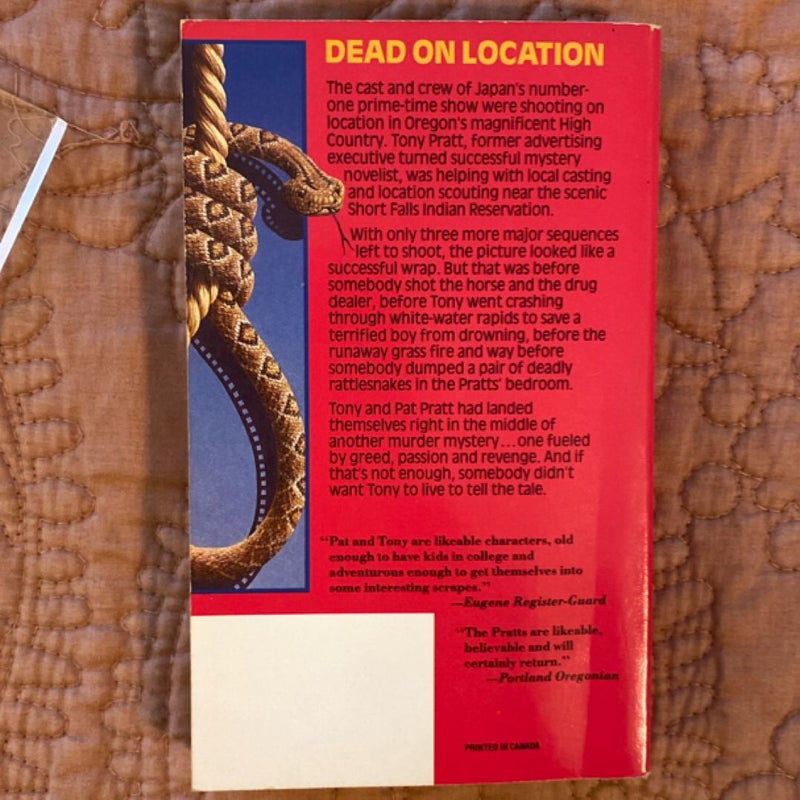 DEAD ON LOCATION
The cast and crew of Japan's number-
one prime-time show were shooting on
location in Oregon's magnificent High
Country. Tony Pratt, former advertising
executive turned successful mystery
novelist, was helping with local casting
and location scouting near the scenic
Short Falls Indian Reservation.
With only three more major sequences
left to shoot, the picture looked like a
successful wrap. But that was before
somebody shot the horse and the drug
dealer, before Tony went crashing
through white-water rapids to save a
terrified boy from drowning, before the
runaway grass fire and way before
somebody dumped a pair of deadly
rattlesnakes in the Pratts' bedroom.
Tony and Pat Pratt had landed
themselves right in the middle of
another murder mystery...one fueled
by greed, passion and revenge. And if
that's not enough, somebody didn't
want Tony to live to tell the tale.
"Pat and Tony are likeable characters, old
enough to have kids in college and
adventurous enough to get themselves into
some interesting scrapes."
—Eugene Register-Guard
"The Pratts are likeable,
believable and will
certainly return."
—Portland Oregonian
PRINTED IN CANADA